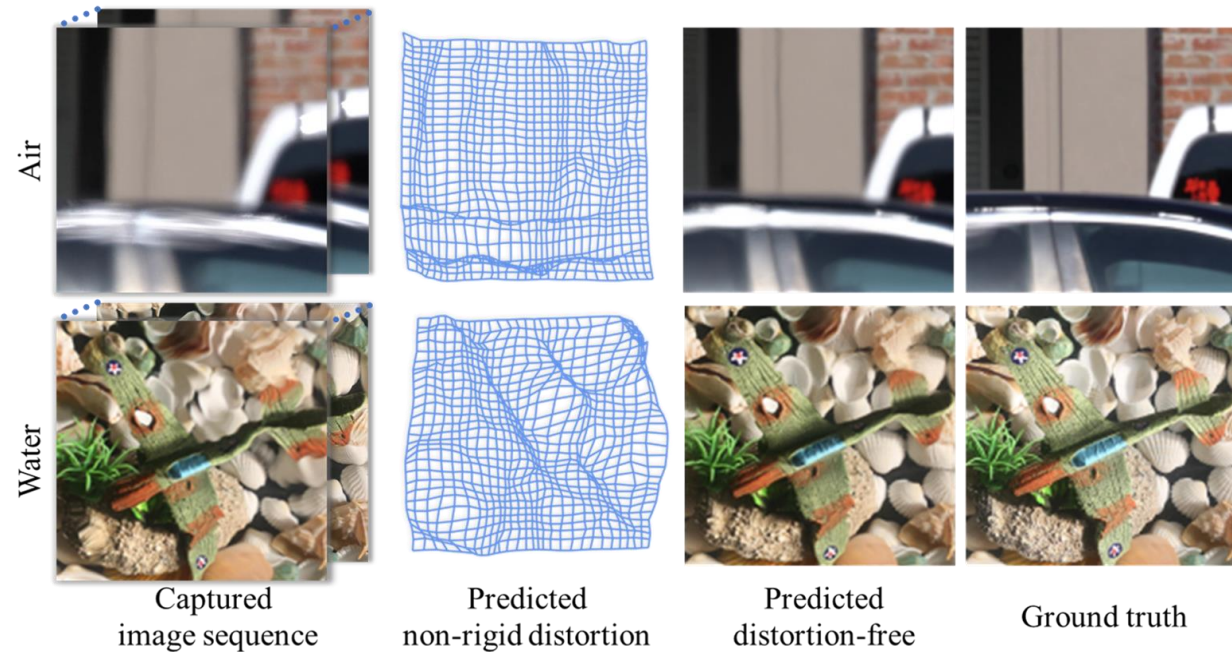 Air
Water
Captured
image sequence
Predicted
non-rigid distortion
Predicted
distortion-free
Ground truth